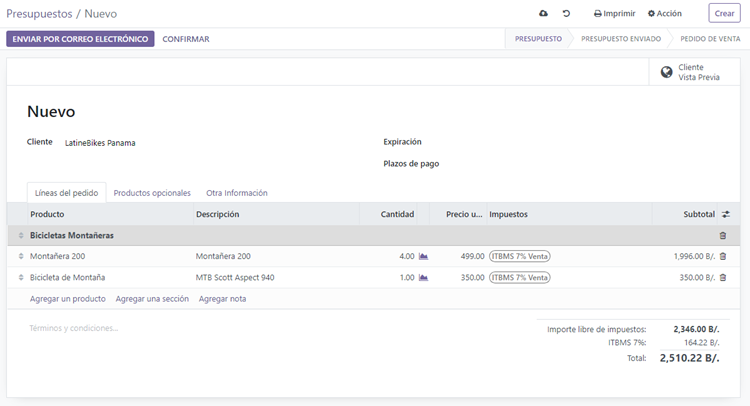 Presupuestos / Nuevo
Imprimir
Acción
Crear
ENVIAR POR CORREO ELECTRÓNICO
CONFIRMAR
PRESUPUESTO
PRESUPUESTO ENVIADO
PEDIDO DE VENTA
Cliente
Vista Previa
Nuevo
Cliente LatineBikes Panama
Expiración
Plazos de pago
Líneas del pedido Productos opcionales Otra Información
Producto Descripción Cantidad Precio u... Impuestos Subtotal
Bicicletas Montañeras
Montañera 200 Montañera 200 4.00 499.00 ITBMS 7% Venta 1,996.00 B/.
Bicicleta de Montaña MTB Scott Aspect 940 1.00 350.00 ITBMS 7% Venta 350.00 B/.
Agregar un producto Agregar una sección Agregar nota
Términos y condiciones...
Importe libre de impuestos: 2,346.00 B/.
ITBMS 7%: 164.22 B/.
Total: 2,510.22 B/.